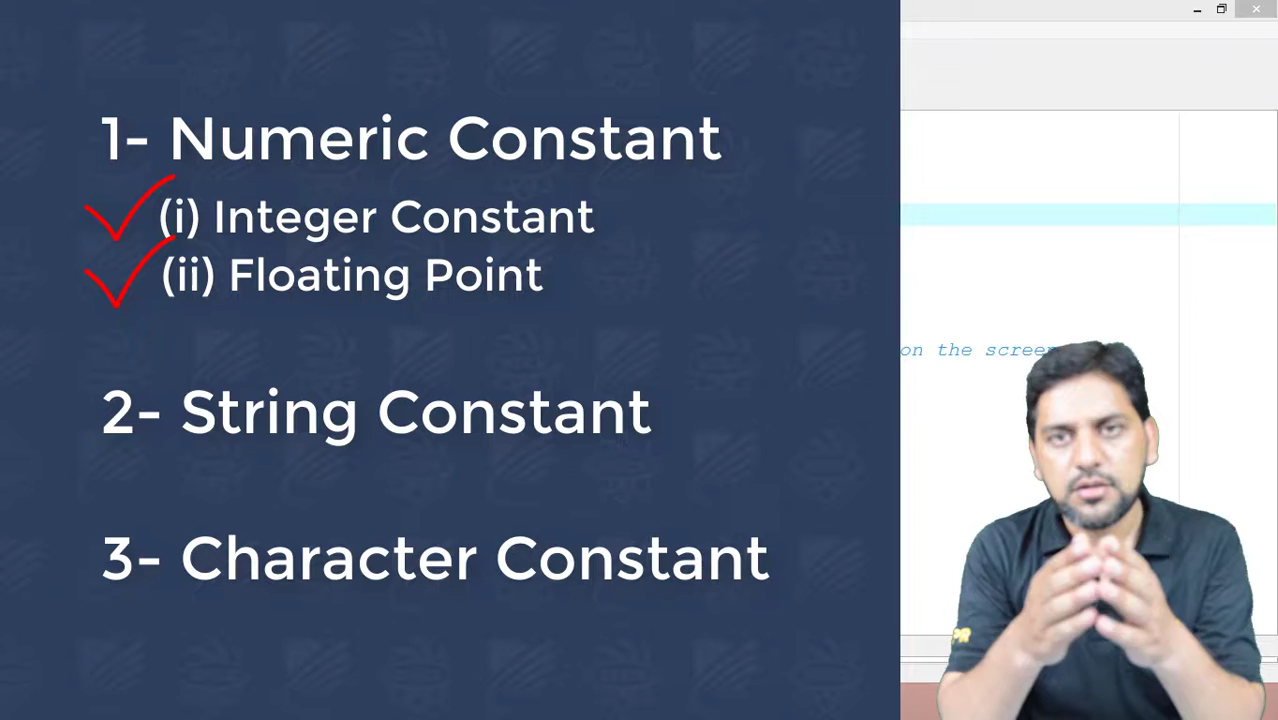 1- Numeric Constant
(i) Integer Constant
(ii) Floating Point
on the screen
2- String Constant
3- Character Constant